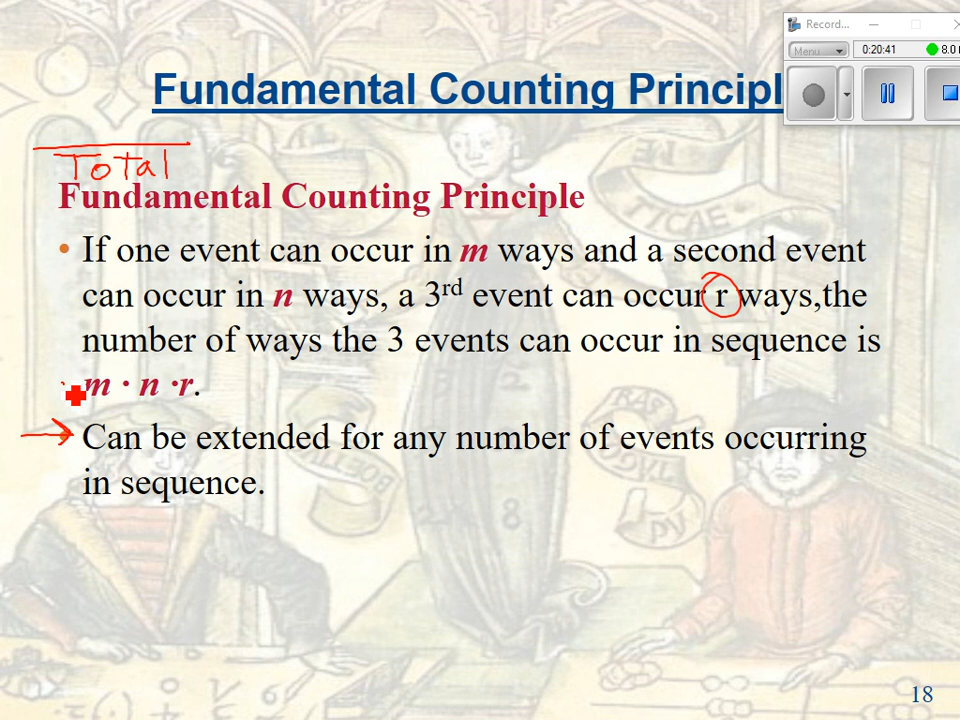 Record...
Menu
0:20:41
8.0
Fundamental Counting Principl
Total
Fundamental Counting Principle
• If one event can occur in m ways and a second event
can occur in n ways, a 3rd event can occur r ways,the
number of ways the 3 events can occur in sequence is
m · n ·r.
Can be extended for any number of events occurring
in sequence.
18